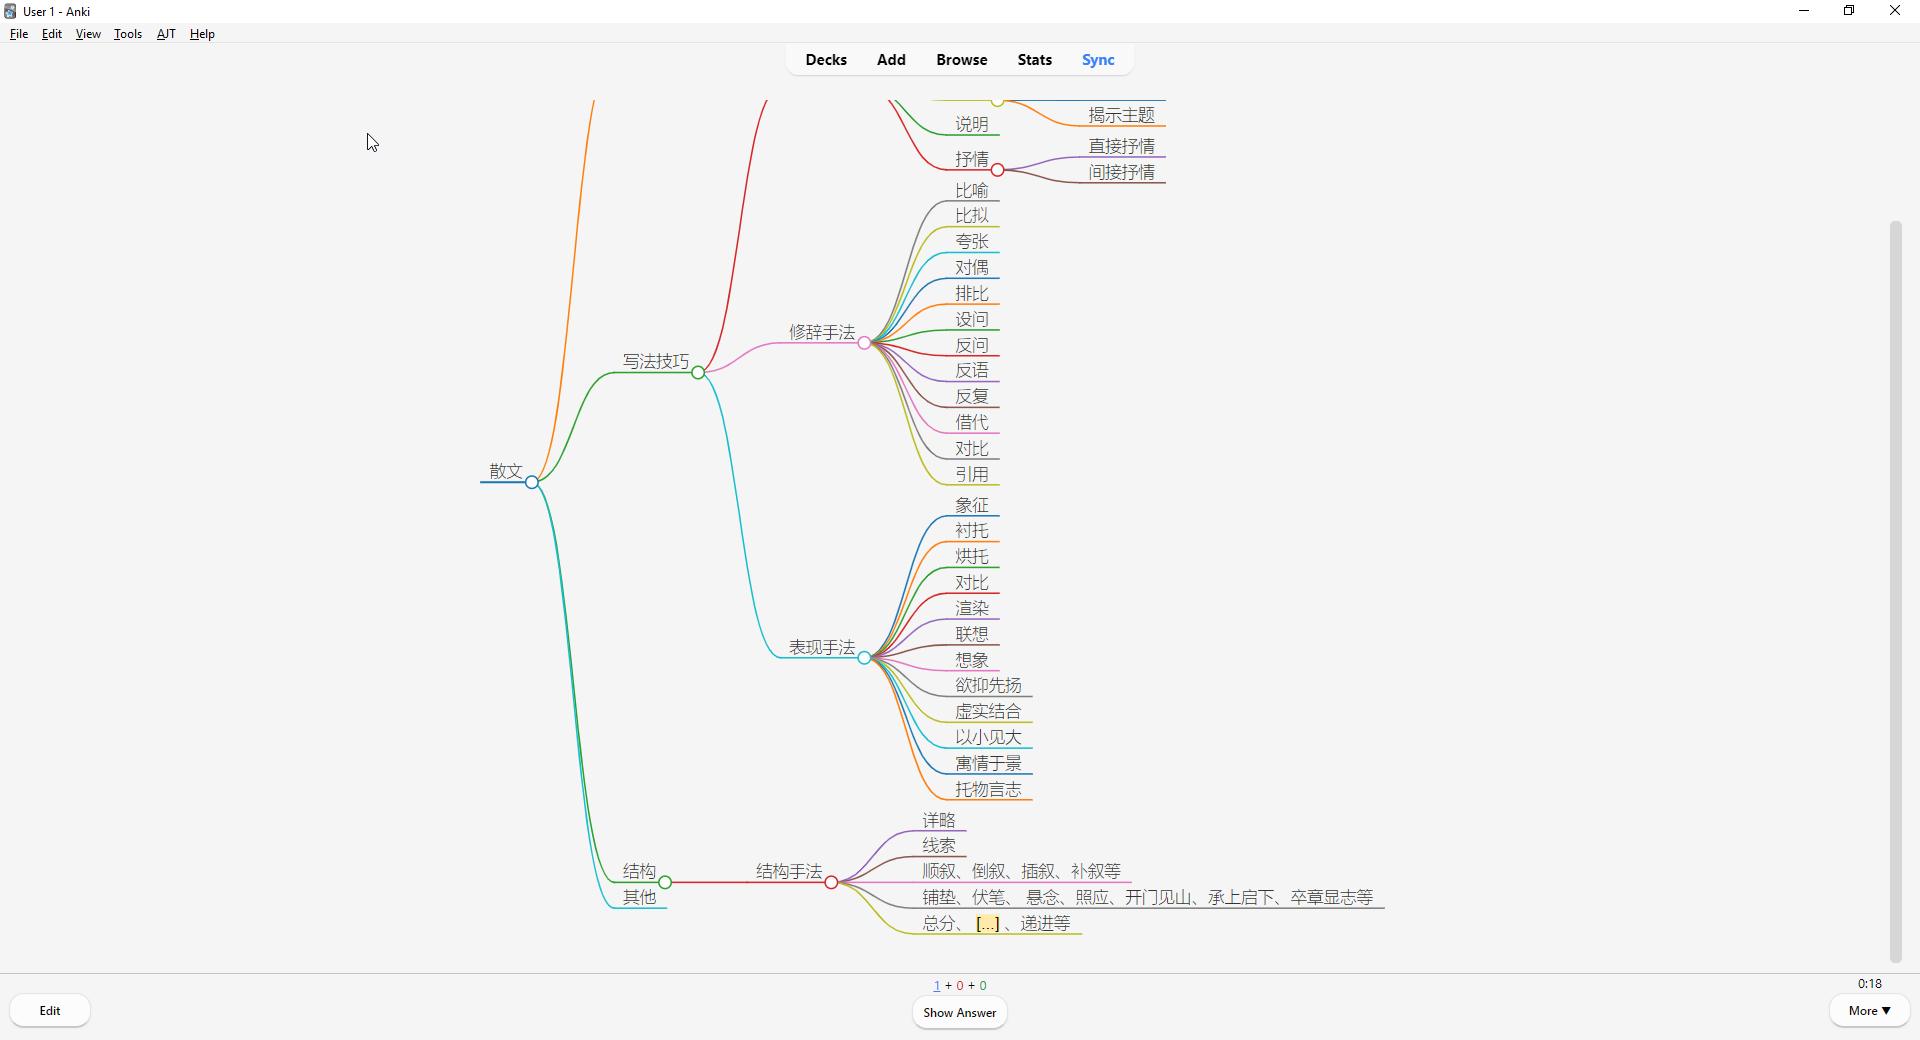 User 1 - Anki
File Edit View Tools AJT Help
Decks Add Browse Stats Sync
揭示主题
说明
直接抒情
抒情
间接抒情
比喻
比拟
夸张
对偶
排比
设问
修辞手法
反问
写法技巧
反语
反复
借代
对比
散文
引用
象征
衬托
烘托
对比
渲染
联想
表现手法
想象
欲抑先扬
虚实结合
以小见大
寓情于景
托物言志
详略
线索
结构 结构手法 顺叙、倒叙、插叙、补叙等
其他 铺垫、伏笔、 悬念、照应、开门见山、承上启下、卒章显志等
总分、 [...] 、递进等
1 + 0 + 0
0:18
Edit
Show Answer
More ▼